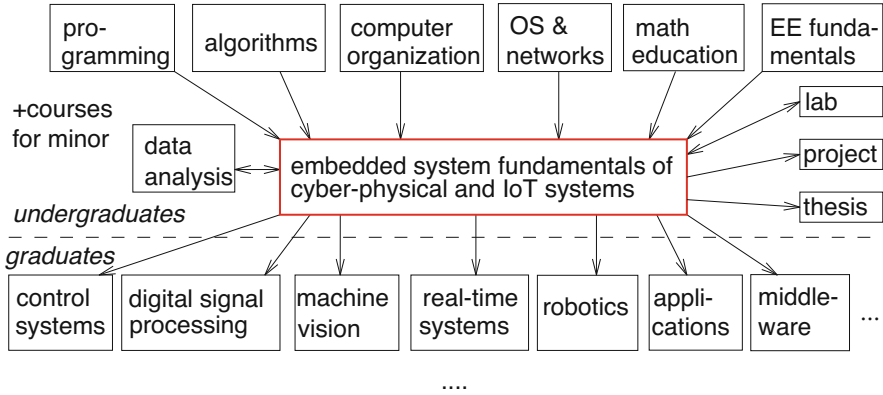 pro-
gramming
algorithms
computer
organization
OS &
networks
math
education
EE funda-
mentals
lab
+courses
for minor
data
analysis
embedded system fundamentals of
cyber-physical and IoT systems
project
thesis
undergraduates
graduates
control
systems
digital signal
processing
machine
vision
real-time
systems
robotics
appli-
cations
middle-
ware
...
....